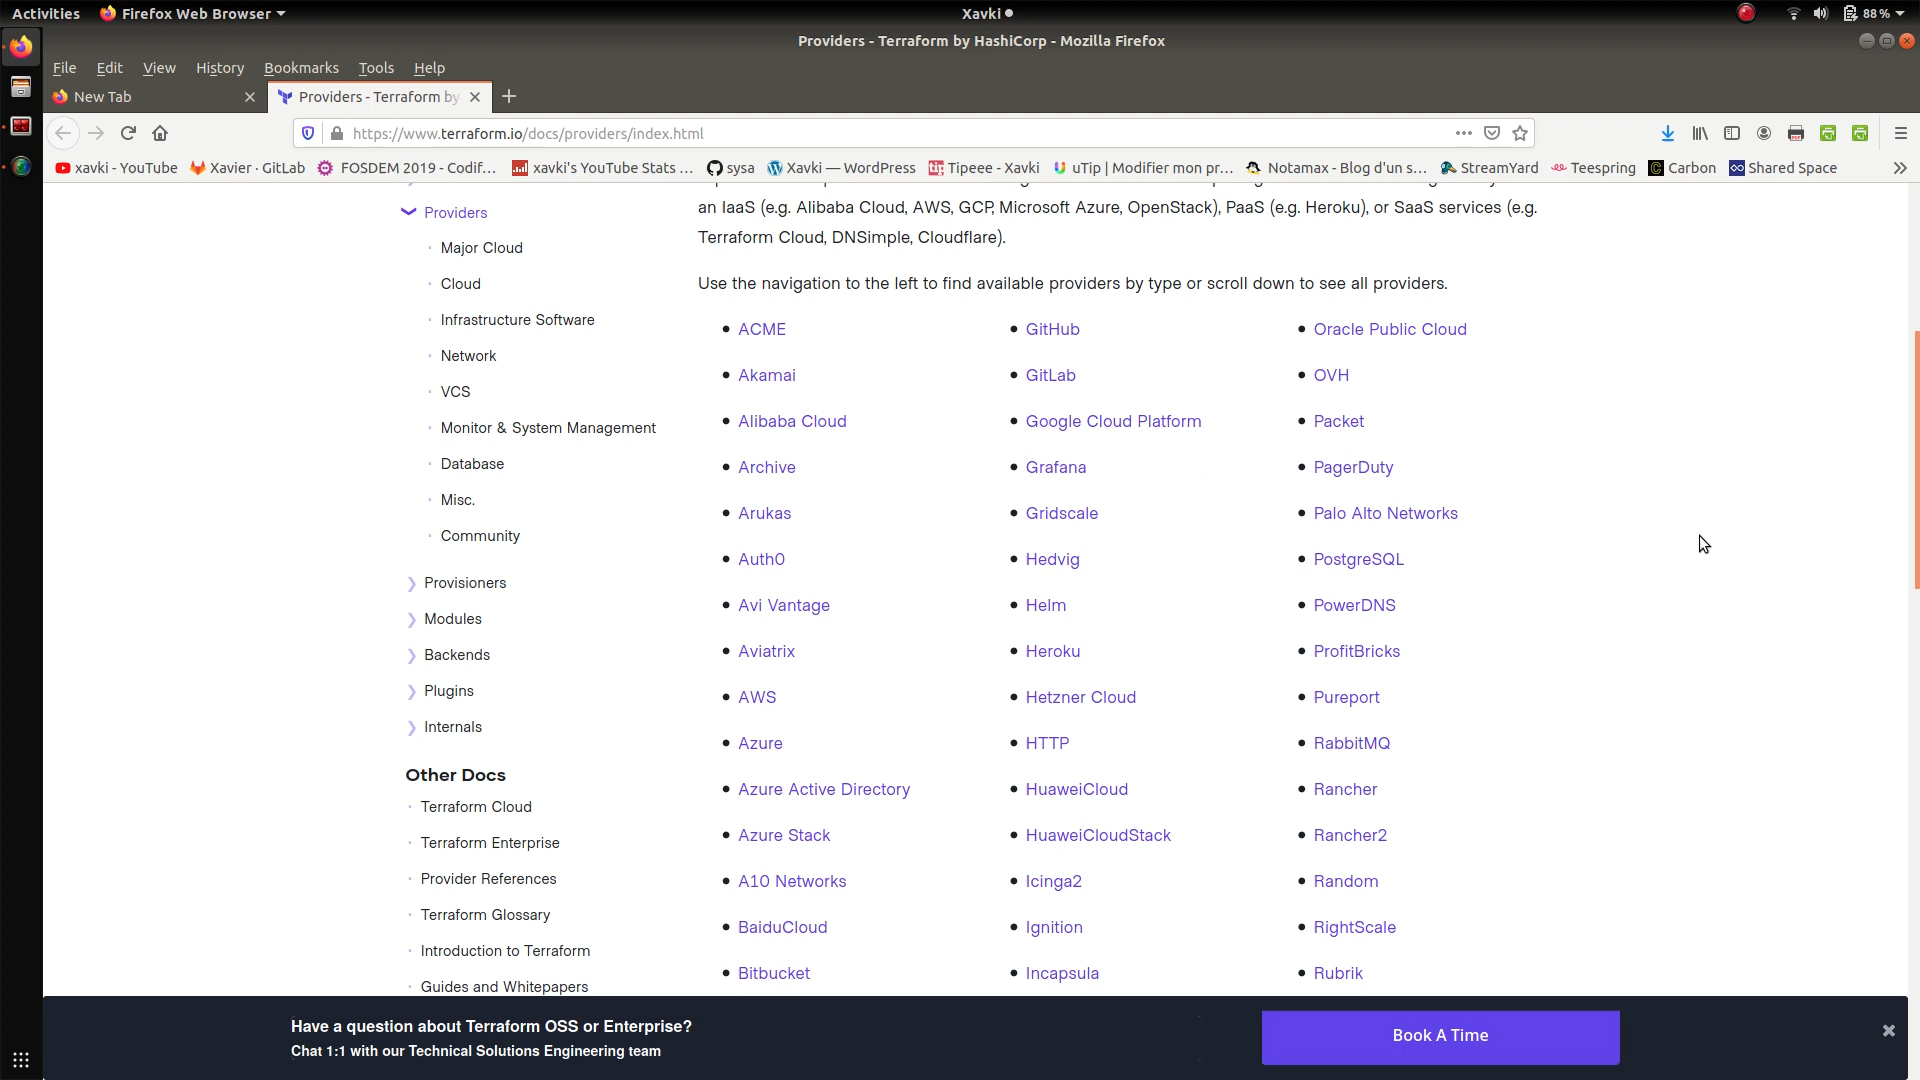 Activities
Firefox Web Browser
Xavki
88 %
Providers - Terraform by HashiCorp - Mozilla Firefox
File Edit View History Bookmarks Tools Help
New Tab
Providers - Terraform by
https://www.terraform.io/docs/providers/index.html
xavki - YouTube
Xavier · GitLab
FOSDEM 2019 - Codif...
xavki's YouTube Stats ...
sysa
Xavki — WordPress
Tipeee - Xavki
uTip | Modifier mon pr...
Notamax - Blog d'un s...
StreamYard
Teespring
Carbon
Shared Space
Providers
Major Cloud
Cloud
Infrastructure Software
Network
VCS
Monitor & System Management
Database
Misc.
Community
Provisioners
Modules
Backends
Plugins
Internals
Other Docs
Terraform Cloud
Terraform Enterprise
Provider References
Terraform Glossary
Introduction to Terraform
Guides and Whitepapers
an IaaS (e.g. Alibaba Cloud, AWS, GCP, Microsoft Azure, OpenStack), PaaS (e.g. Heroku), or SaaS services (e.g.
Terraform Cloud, DNSimple, Cloudflare).
Use the navigation to the left to find available providers by type or scroll down to see all providers.
ACME
Akamai
Alibaba Cloud
Archive
Arukas
Auth0
Avi Vantage
Aviatrix
AWS
Azure
Azure Active Directory
Azure Stack
A10 Networks
BaiduCloud
Bitbucket
GitHub
GitLab
Google Cloud Platform
Grafana
Gridscale
Hedvig
Helm
Heroku
Hetzner Cloud
HTTP
HuaweiCloud
HuaweiCloudStack
Icinga2
Ignition
Incapsula
Oracle Public Cloud
OVH
Packet
PagerDuty
Palo Alto Networks
PostgreSQL
PowerDNS
ProfitBricks
Pureport
RabbitMQ
Rancher
Rancher2
Random
RightScale
Rubrik
Have a question about Terraform OSS or Enterprise?
Chat 1:1 with our Technical Solutions Engineering team
Book A Time